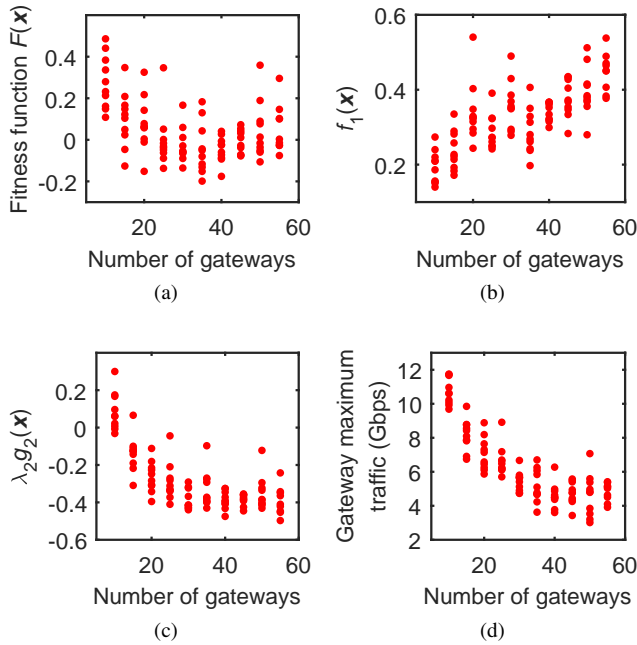 Fitness function F(x)
0.4
0.2
0
-0.2
20
40
60
Number of gateways
(a)
f₁(x)
0.6
0.4
0.2
20
40
60
Number of gateways
(b)
λ₂g₂(x)
0.2
0
-0.2
-0.4
-0.6
0
20
40
60
Number of gateways
(c)
Gateway maximum
traffic (Gbps)
12
10
8
6
4
2
0
20
40
60
Number of gateways
(d)